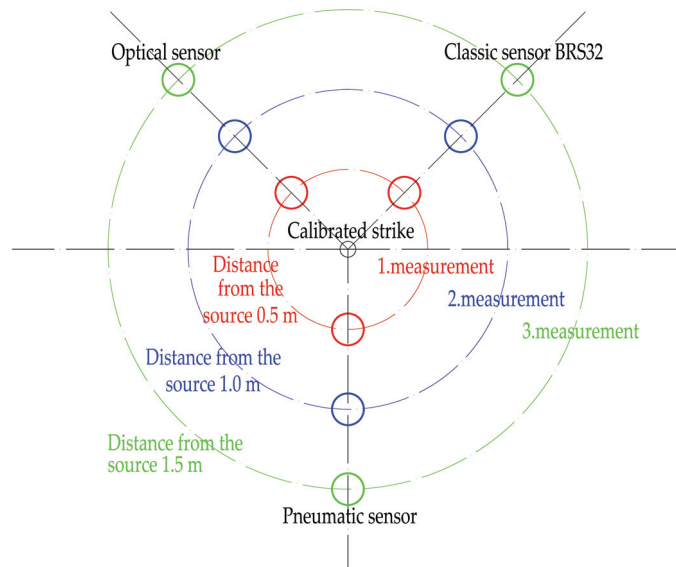 Optical sensor
Classic sensor BRS32
Calibrated strike
Distance
from the
source 0.5 m
1.measurement
2.measurement
3.measurement
Distance from the
source 1.0 m
Distance from the
source 1.5 m
Pneumatic sensor